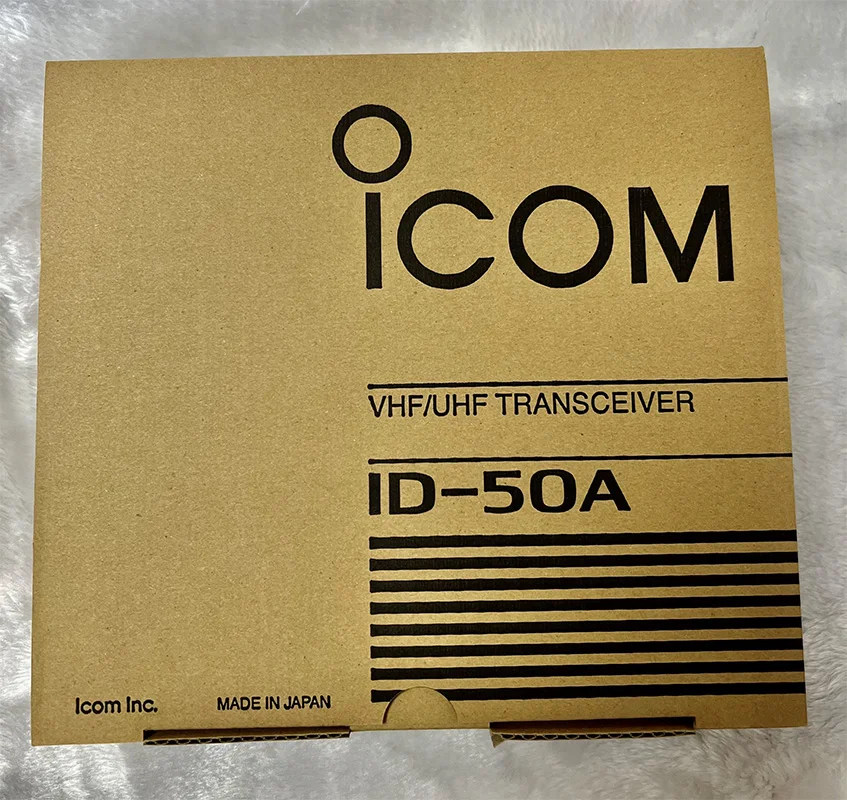 ICOM
VHF/UHF TRANSCEIVER
ID-50A
Icom Inc. MADE IN JAPAN